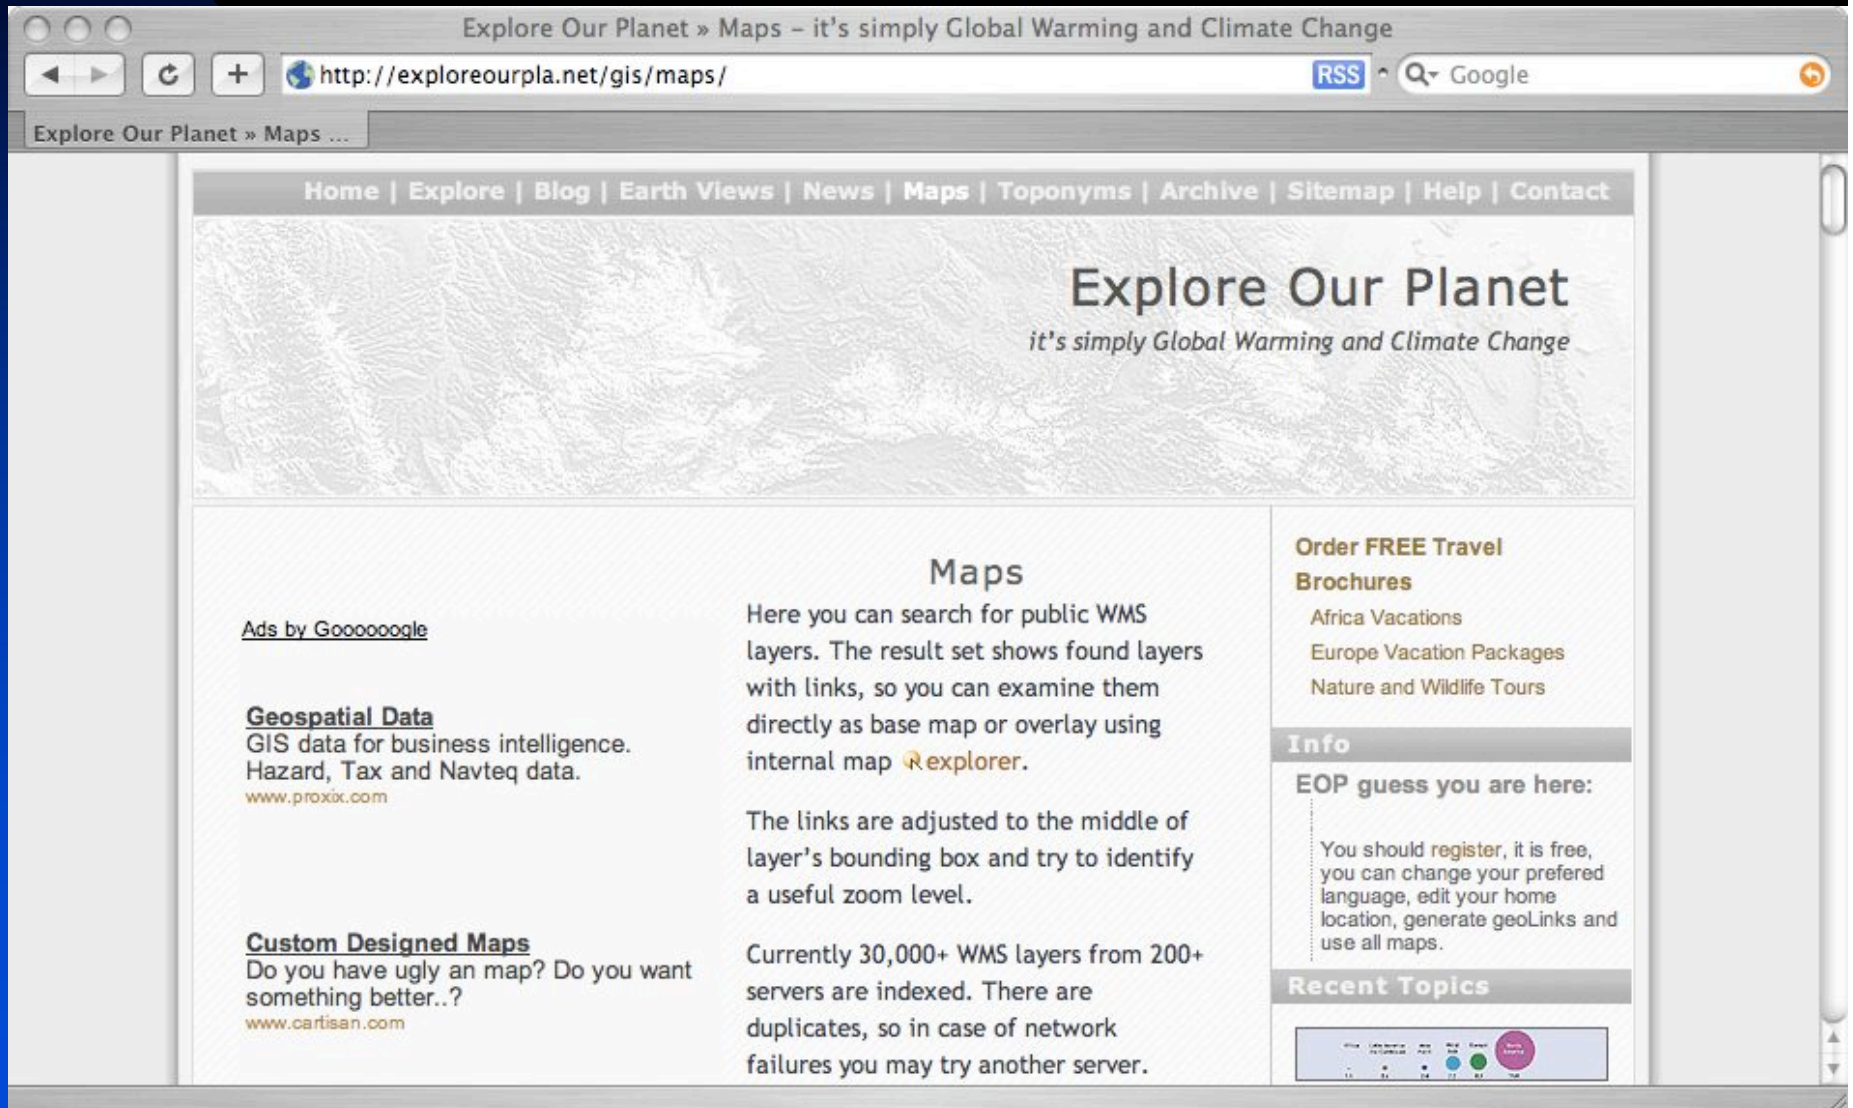 Explore Our Planet » Maps – it's simply Global Warming and Climate Change
http://exploreourpla.net/gis/maps/
RSS
Google
Explore Our Planet » Maps ...
Home | Explore | Blog | Earth Views | News | Maps | Toponyms | Archive | Sitemap | Help | Contact
Explore Our Planet
it's simply Global Warming and Climate Change
Ads by Goooooogle
Geospatial Data
GIS data for business intelligence.
Hazard, Tax and Navteq data.
www.proxix.com
Custom Designed Maps
Do you have ugly an map? Do you want
something better..?
www.cartisan.com
Maps
Here you can search for public WMS
layers. The result set shows found layers
with links, so you can examine them
directly as base map or overlay using
internal map explorer.
The links are adjusted to the middle of
layer's bounding box and try to identify
a useful zoom level.
Currently 30,000+ WMS layers from 200+
servers are indexed. There are
duplicates, so in case of network
failures you may try another server.
Order FREE Travel
Brochures
Africa Vacations
Europe Vacation Packages
Nature and Wildlife Tours
Info
EOP guess you are here:
You should register, it is free,
you can change your prefered
language, edit your home
location, generate geoLinks and
use all maps.
Recent Topics